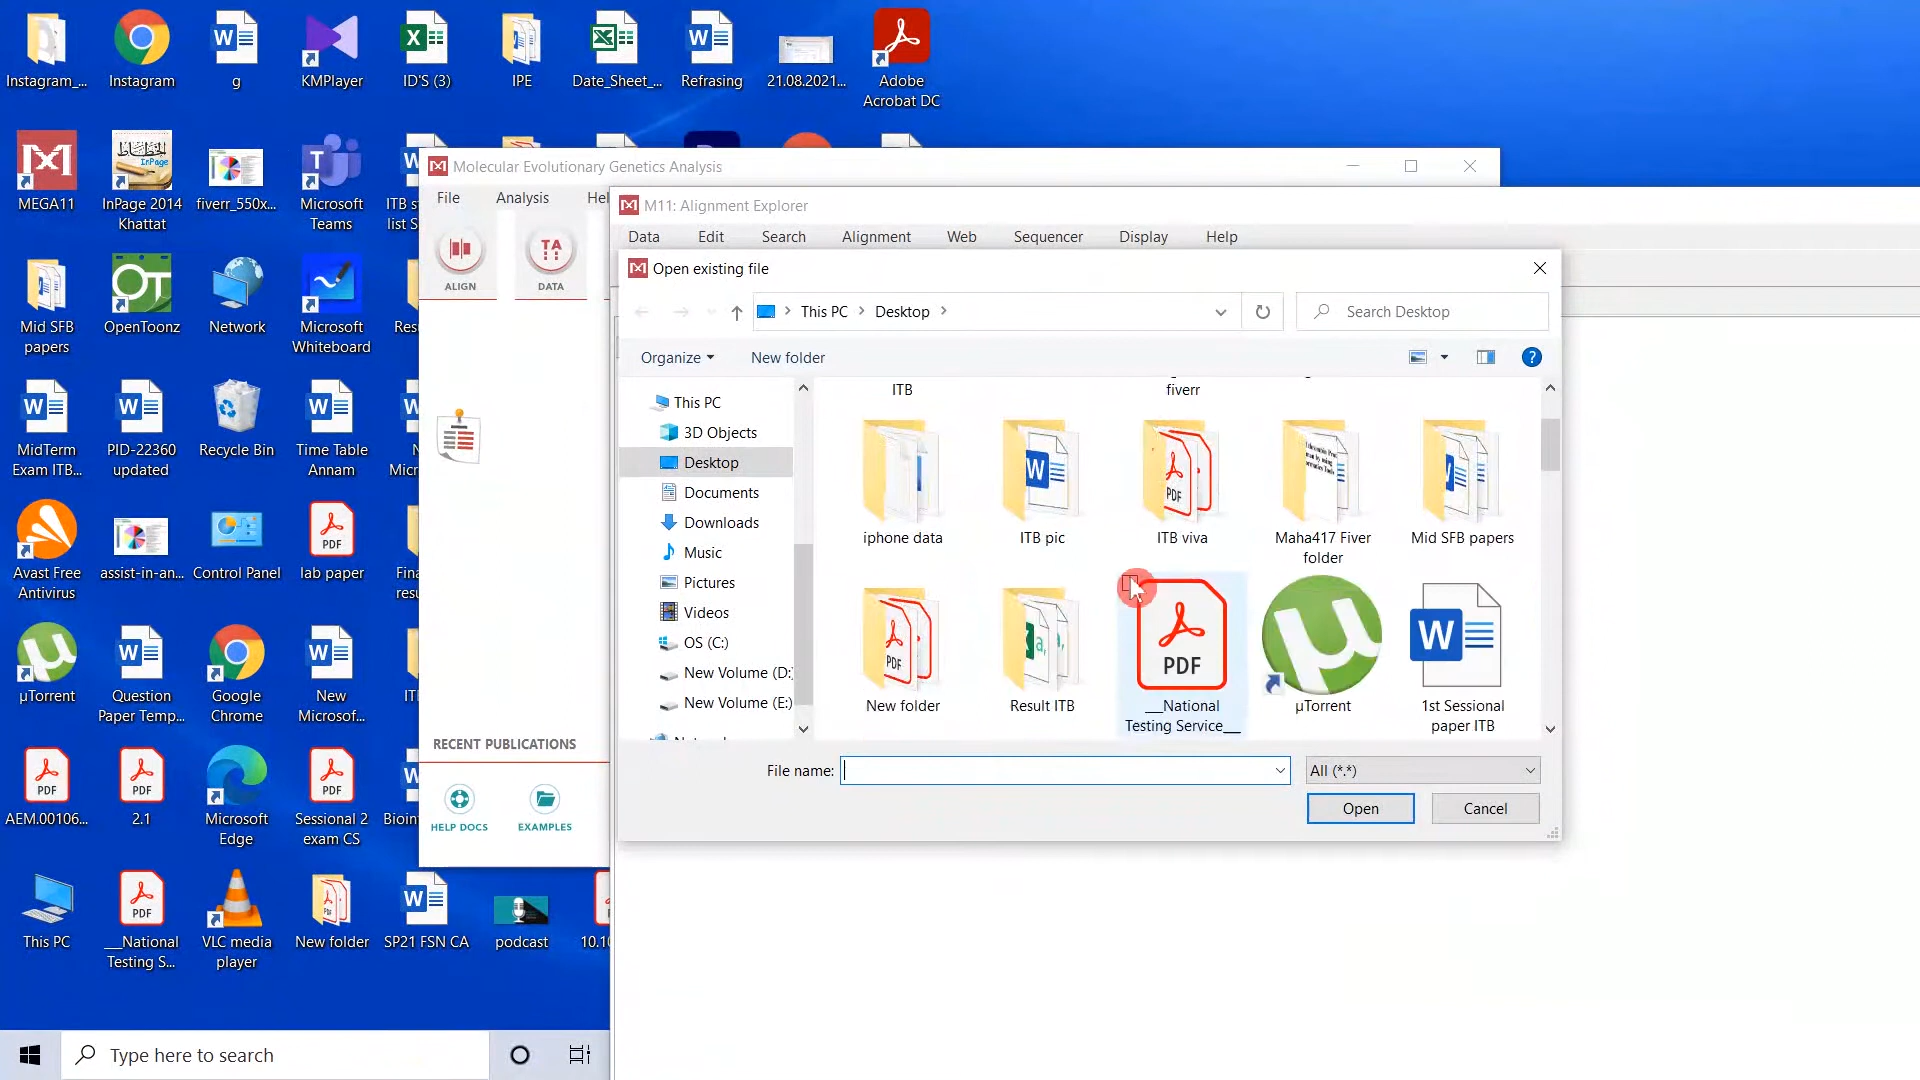 Instagram_...
Instagram
g
KMPlayer
ID'S (3)
IPE
Date_Sheet_...
Refrasing
21.08.2021...
Adobe
Acrobat DC
MEGA11
InPage 2014
Khattat
fiverr_550x...
Microsoft
Teams
Mid SFB
papers
OpenToonz
Network
Microsoft
Whiteboard
MidTerm
Exam ITB...
PID-22360
updated
Recycle Bin
Time Table
Annam
Avast Free
Antivirus
assist-in-an...
Control Panel
lab paper
µTorrent
Question
Paper Temp...
Google
Chrome
New
Microsof...
AEM.00106...
2.1
Microsoft
Edge
Sessional 2
exam CS
This PC
___National
Testing S...
VLC media
player
New folder
SP21 FSN CA
podcast
Type here to search
Molecular Evolutionary Genetics Analysis
File Analysis
ALIGN
DATA
RECENT PUBLICATIONS
HELP DOCS
EXAMPLES
M11: Alignment Explorer
Data Edit Search Alignment Web Sequencer Display Help
Open existing file
This PC > Desktop >
Search Desktop
Organize New folder
This PC
3D Objects
Desktop
Documents
Downloads
Music
Pictures
Videos
OS (C:)
New Volume (D:)
New Volume (E:)
ITB
fiverr
iphone data
ITB pic
ITB viva
Maha417 Fiver
folder
Mid SFB papers
New folder
Result ITB
PDF
___National
Testing Service___
µTorrent
1st Sessional
paper ITB
File name:
All (*.*)
Open
Cancel